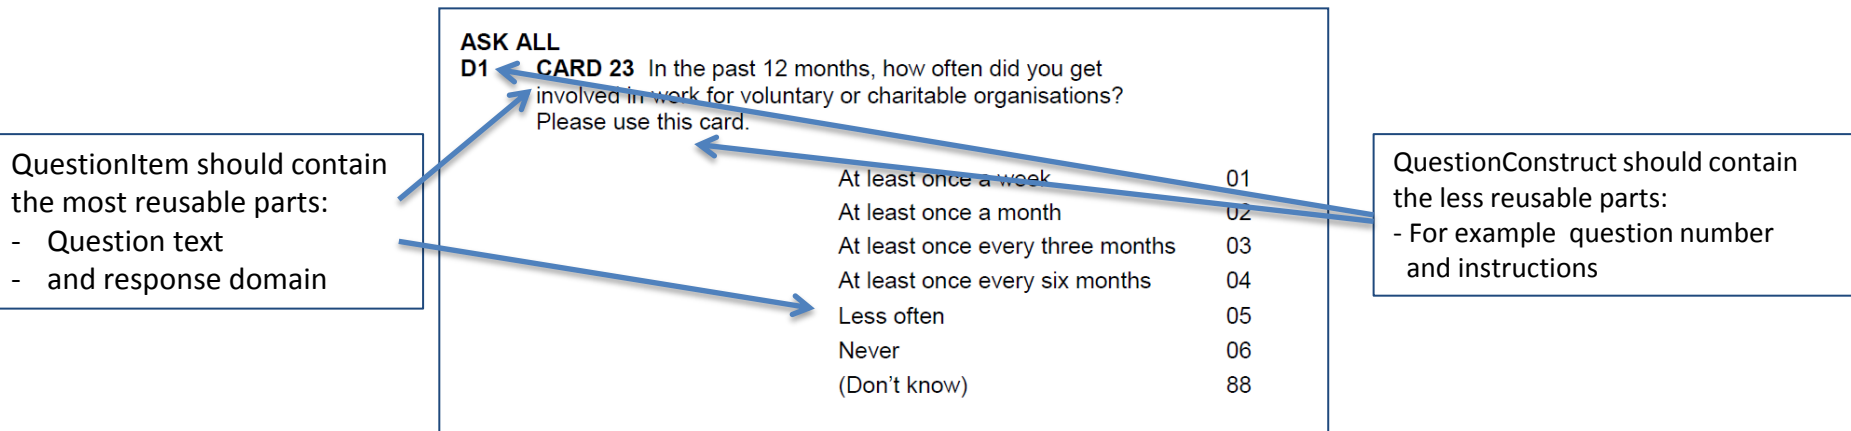 ASK ALL
D1 CARD 23 In the past 12 months, how often did you get
involved in work for voluntary or charitable organisations?
Please use this card.
At least once a week 01
At least once a month 02
At least once every three months 03
At least once every six months 04
Less often 05
Never 06
(Don't know) 88
QuestionItem should contain
the most reusable parts:
- Question text
- and response domain
QuestionConstruct should contain
the less reusable parts:
- For example question number
and instructions